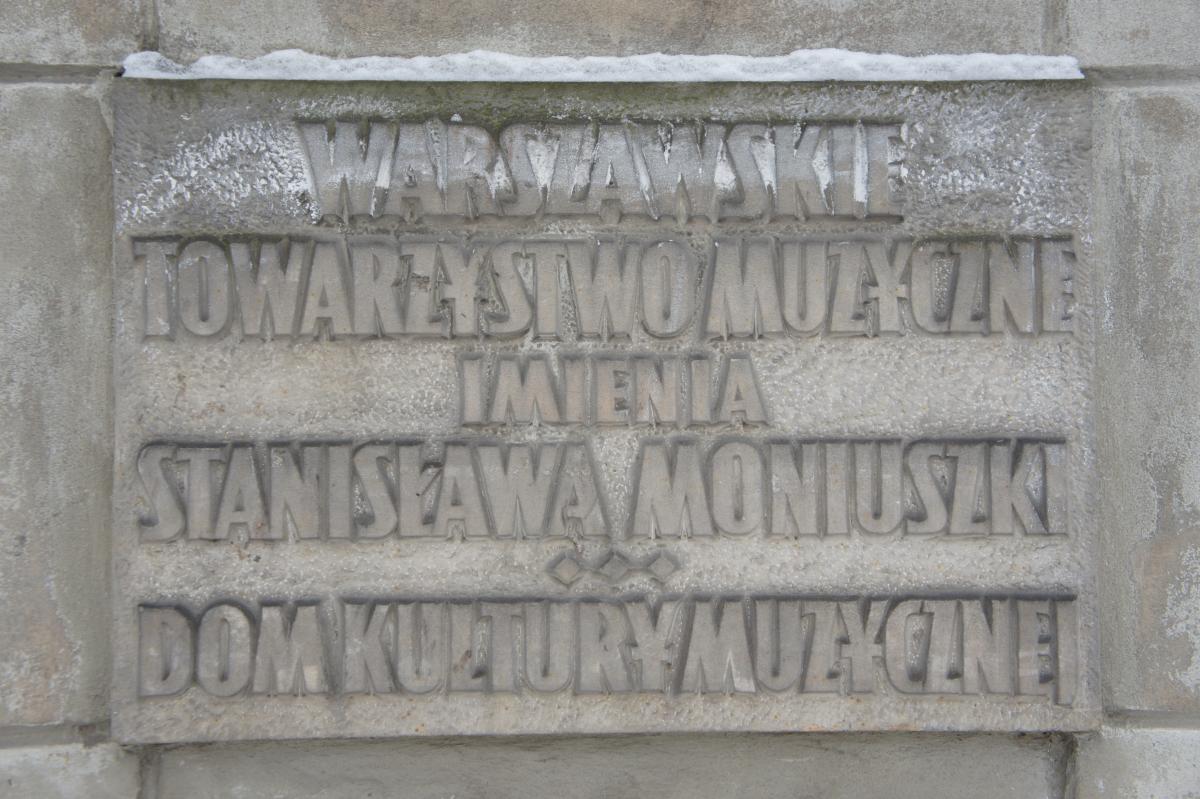 WARSZAWSKIE
TOWARZYSTWO MUZYCZNE
IMIENIA
STANISŁAWA MONIUSZKI
DOM KULTURY MUZYCZNEJ